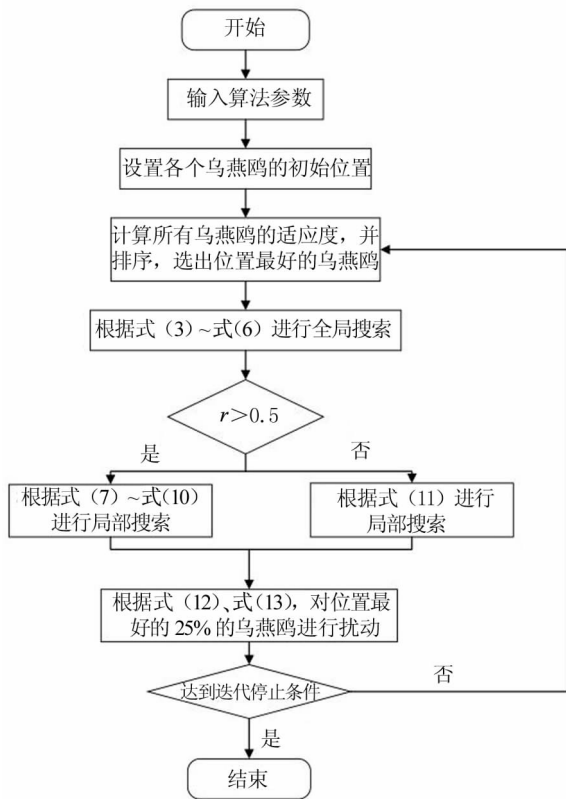 开始
输入算法参数
设置各个乌燕鸥的初始位置
计算所有乌燕鸥的适应度，并
排序，选出位置最好的乌燕鸥
根据式（3）~式(6）进行全局搜索
r>0.5
是
否
根据式（7）~式(10）
进行局部搜索
根据式（11）进行
局部搜索
根据式（12）、式(13），对位置最
好的 25% 的乌燕鸥进行扰动
达到迭代停止条件
否
是
结束